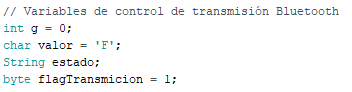 // Variables de control de transmisión Bluetooth
int g = 0;
char valor = 'F';
String estado;
byte flagTransmicion = 1;